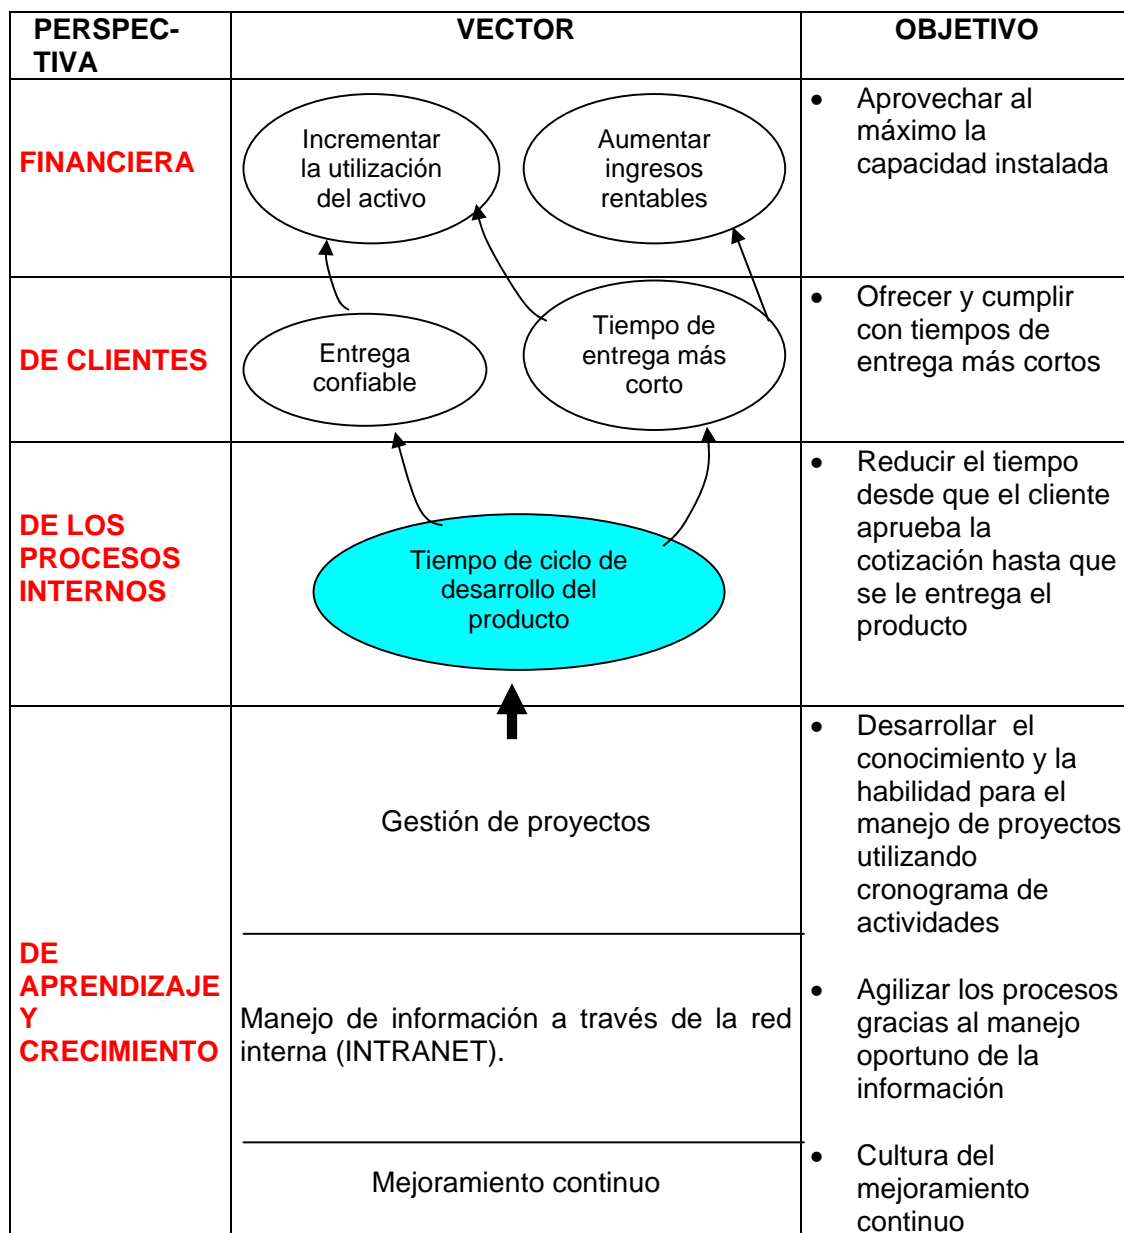 PERSPEC-
TIVA
VECTOR
OBJETIVO
FINANCIERA
Incrementar
la utilización
del activo
Aumentar
ingresos
rentables
• Aprovechar al
máximo la
capacidad instalada
DE CLIENTES
Entrega
confiable
Tiempo de
entrega más
corto
• Ofrecer y cumplir
con tiempos de
entrega más cortos
DE LOS
PROCESOS
INTERNOS
Tiempo de ciclo de
desarrollo del
producto
• Reducir el tiempo
desde que el cliente
aprueba la
cotización hasta que
se le entrega el
producto
DE
APRENDIZAJE
Y
CRECIMIENTO
Gestión de proyectos
• Desarrollar el
conocimiento y la
habilidad para el
manejo de proyectos
utilizando
cronograma de
actividades
Manejo de información a través de la red
interna (INTRANET).
• Agilizar los procesos
gracias al manejo
oportuno de la
información
Mejoramiento continuo
• Cultura del
mejoramiento
continuo